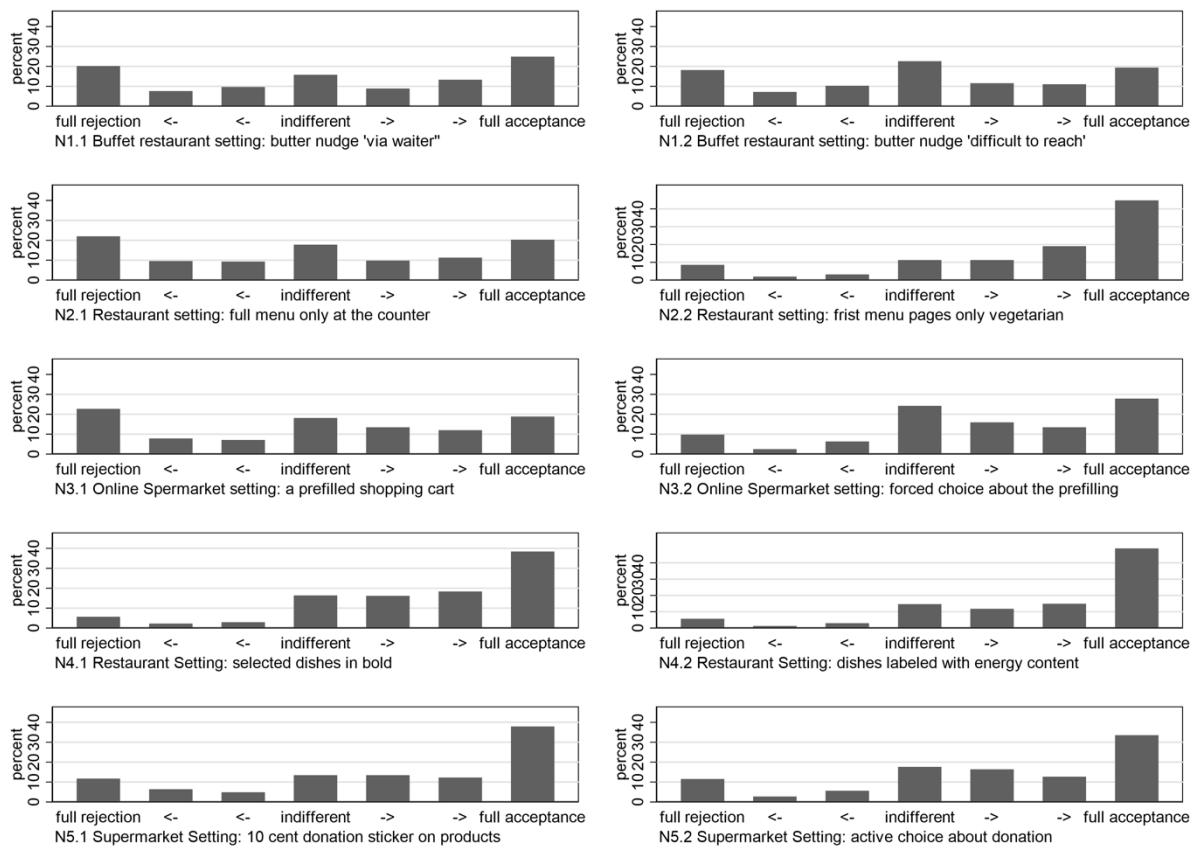 percent
0 10 20 30 40
full rejection <- <- indifferent -> -> full acceptance
N1.1 Buffet restaurant setting: butter nudge 'via waiter"
percent
0 10 20 30 40
full rejection <- <- indifferent -> -> full acceptance
N1.2 Buffet restaurant setting: butter nudge 'difficult to reach'
percent
0 10 20 30 40
full rejection <- <- indifferent -> -> full acceptance
N2.1 Restaurant setting: full menu only at the counter
percent
0 10 20 30 40
full rejection <- <- indifferent -> -> full acceptance
N2.2 Restaurant setting: frist menu pages only vegetarian
percent
0 10 20 30 40
full rejection <- <- indifferent -> -> full acceptance
N3.1 Online Spermarket setting: a prefilled shopping cart
percent
0 10 20 30 40
full rejection <- <- indifferent -> -> full acceptance
N3.2 Online Spermarket setting: forced choice about the prefilling
percent
0 10 20 30 40
full rejection <- <- indifferent -> -> full acceptance
N4.1 Restaurant Setting: selected dishes in bold
percent
0 10 20 30 40
full rejection <- <- indifferent -> -> full acceptance
N4.2 Restaurant Setting: dishes labeled with energy content
percent
0 10 20 30 40
full rejection <- <- indifferent -> -> full acceptance
N5.1 Supermarket Setting: 10 cent donation sticker on products
percent
0 10 20 30 40
full rejection <- <- indifferent -> -> full acceptance
N5.2 Supermarket Setting: active choice about donation